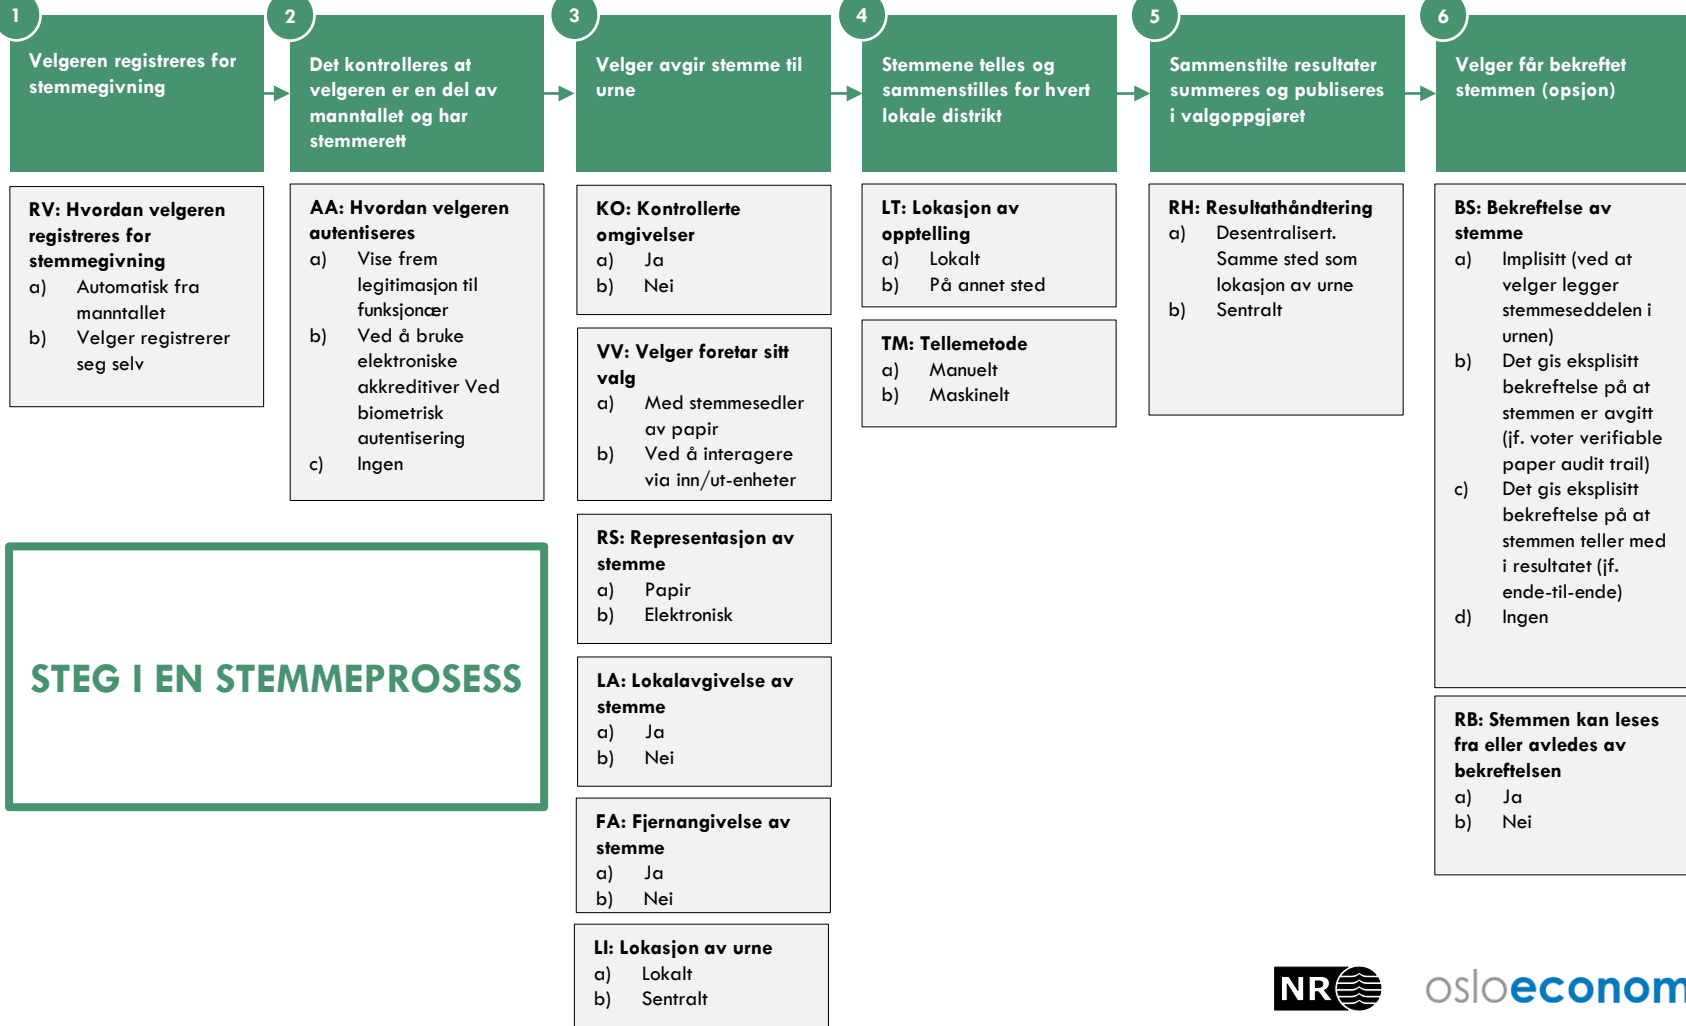 1
Velgeren registreres for
stemmegivning
2
Det kontrolleres at
velgeren er en del av
manntallet og har
stemmerett
3
Velger avgir stemme til
urne
4
Stemmene telles og
sammenstilles for hvert
lokale distrikt
5
Sammenstilte resultater
summeres og publiseres
i valgoppgjøret
6
Velger får bekreftet
stemmen (opsjon)
RV: Hvordan velgeren
registreres for
stemmegivning
a) Automatisk fra
manntallet
b) Velger registrerer
seg selv
AA: Hvordan velgeren
autentiseres
a) Vise frem
legitimasjon til
funksjonær
b) Ved å bruke
elektroniske
akkreditiver Ved
biometrisk
autentisering
c) Ingen
KO: Kontrollerte
omgivelser
a) Ja
b) Nei
VV: Velger foretar sitt
valg
a) Med stemmesedler
av papir
b) Ved å interagere
via inn/ut-enheter
RS: Representasjon av
stemme
a) Papir
b) Elektronisk
LA: Lokalavgivelse av
stemme
a) Ja
b) Nei
FA: Fjernangivelse av
stemme
a) Ja
b) Nei
LI: Lokasjon av urne
a) Lokalt
b) Sentralt
LT: Lokasjon av
opptelling
a) Lokalt
b) På annet sted
TM: Tellemetode
a) Manuelt
b) Maskinelt
RH: Resultathåndtering
a) Desentralisert.
Samme sted som
lokasjon av urne
b) Sentralt
BS: Bekreftelse av
stemme
a) Implisitt (ved at
velger legger
stemmeseddelen i
urnen)
b) Det gis eksplisitt
bekreftelse på at
stemmen er avgitt
(jf. voter verifiable
paper audit trail)
c) Det gis eksplisitt
bekreftelse på at
stemmen teller med
i resultatet (jf.
ende-til-ende)
d) Ingen
RB: Stemmen kan leses
fra eller avledes av
bekreftelsen
a) Ja
b) Nei
STEG I EN STEMMEPROSESS
NR
osloeconom